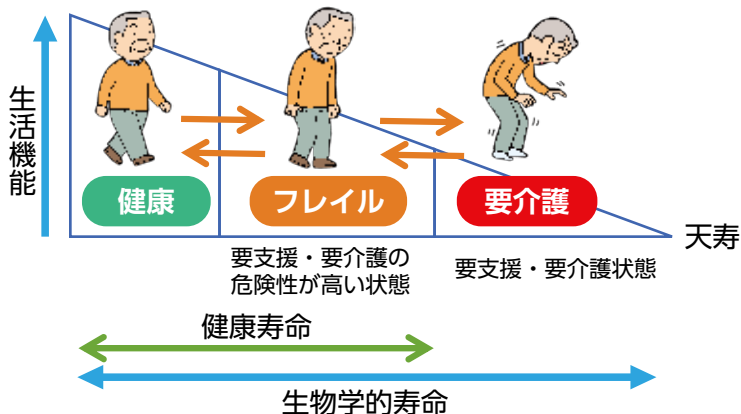 生活機能
健康
フレイル
要介護
天寿
要支援・要介護の
危険性が高い状態
要支援・要介護状態
健康寿命
生物学的寿命